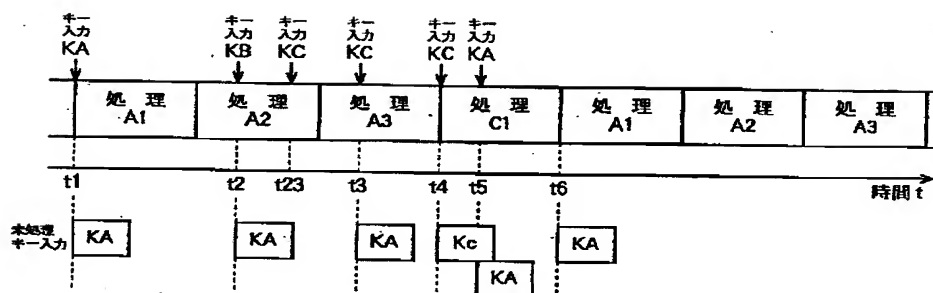 キー入力 KA
キー入力 KB
キー入力 KC
キー入力 KC
キー入力 KC
キー入力 KA
処理 A1
処理 A2
処理 A3
処理 C1
処理 A1
処理 A2
処理 A3
t1
t2
t23
t3
t4
t5
t6
時間 t
未処理キー入力
KA
KA
KA
Kc
KA
KA